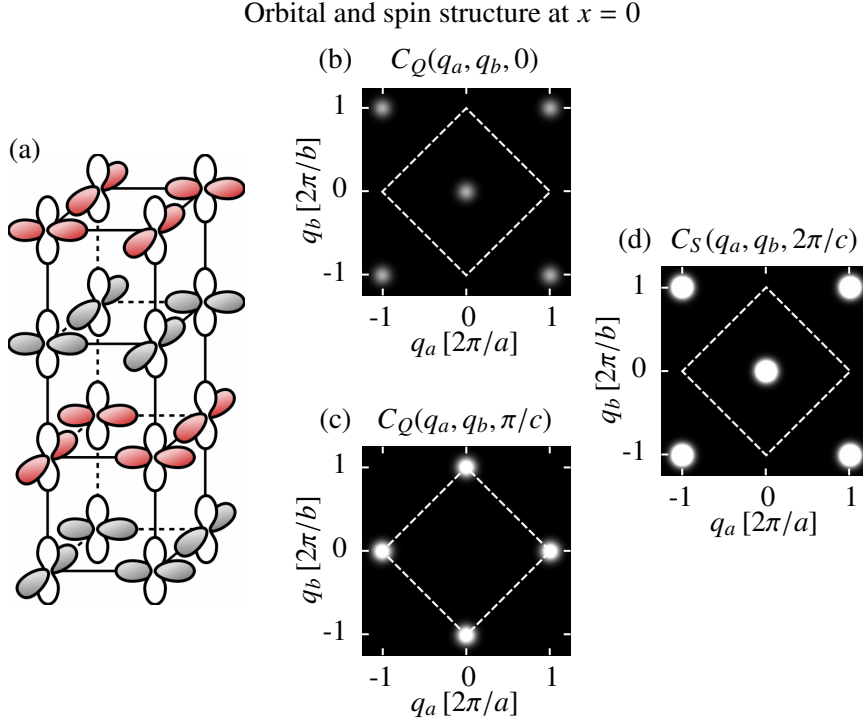 Orbital and spin structure at x = 0
(a)
(b) C_Q(q_a, q_b, 0)
q_b [2π/b]
1
0
-1
-1 0 1
q_a [2π/a]
(c) C_Q(q_a, q_b, π/c)
q_b [2π/b]
1
0
-1
-1 0 1
q_a [2π/a]
(d) C_S(q_a, q_b, 2π/c)
q_b [2π/b]
1
0
-1
-1 0 1
q_a [2π/a]